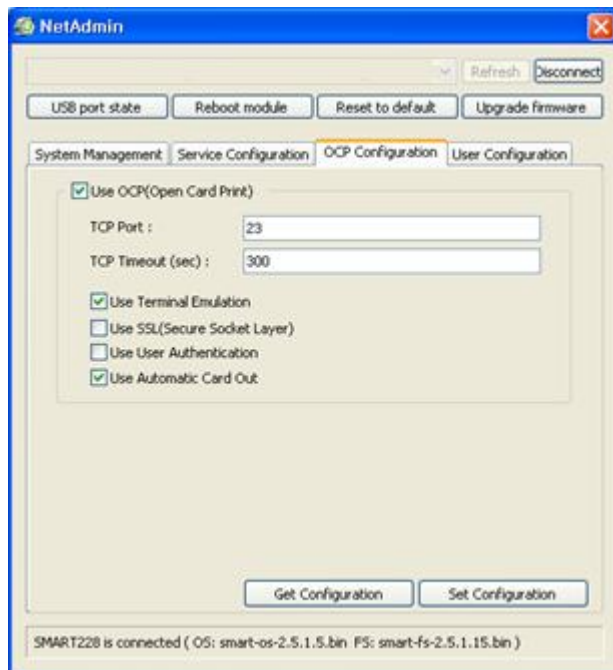 NetAdmin
Refresh Disconnect
USB port state Reboot module Reset to default Upgrade firmware
System Management Service Configuration OCP Configuration User Configuration
Use OCP(Open Card Print)
TCP Port : 23
TCP Timeout (sec) : 300
Use Terminal Emulation
Use SSL(Secure Socket Layer)
Use User Authentication
Use Automatic Card Out
Get Configuration Set Configuration
SMART228 is connected ( OS: smart-os-2.5.1.5.bin FS: smart-fs-2.5.1.15.bin )